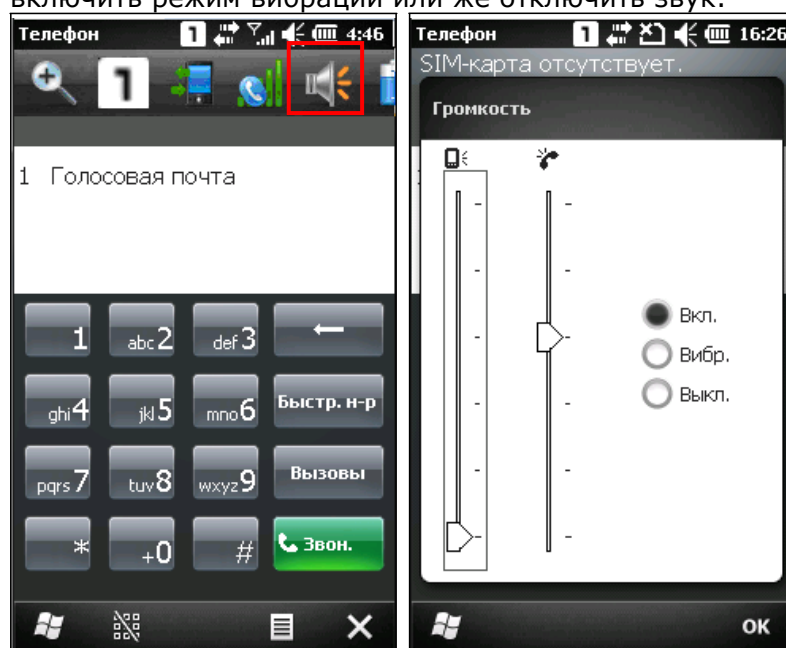 включить режим вибрации или же отключить звук.
Телефон 1 4:46
1
1 Голосовая почта
1 abc2 def3
ghi4 jkl5 mno6 Быстр. н-р
pqrs7 tuv8 wxyz9 Вызовы
* +0 # Звон.
Телефон 1 16:26
SIM-карта отсутствует.
Громкость
Вкл.
Вибр.
Выкл.
OK